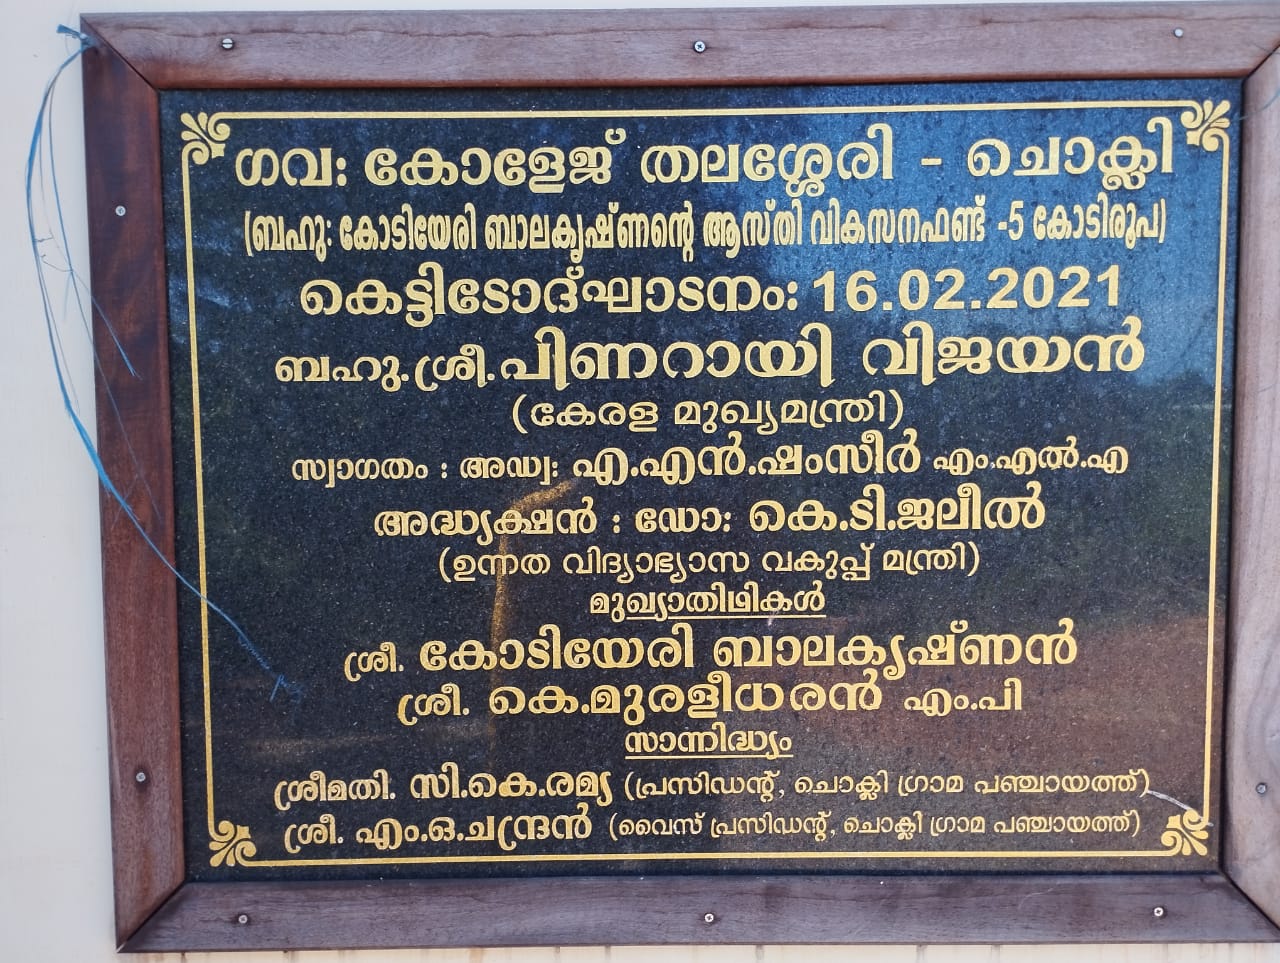 ഗവ: കോളേജ് തലശ്ശേരി - ചൊക്ലി
(ബഹു: കോടിയേരി ബാലകൃഷ്ണന്റെ ആസ്തി വികസനഫണ്ട് -5 കോടിരൂപ)
കെട്ടിടോദ്ഘാടനം: 16.02.2021
ബഹു.ശ്രീ.പിണറായി വിജയൻ
(കേരള മുഖ്യമന്ത്രി)
സ്വാഗതം : അഡ്വ: എ.എൻ.ഷംസീർ എം.എൽ.എ
അദ്ധ്യക്ഷൻ : ഡോ: കെ.ടി.ജലീൽ
(ഉന്നത വിദ്യാഭ്യാസ വകുപ്പ് മന്ത്രി)
മുഖ്യാതിഥികൾ
ശ്രീ. കോടിയേരി ബാലകൃഷ്ണൻ
ശ്രീ. കെ.മുരളീധരൻ എം.പി
സാന്നിദ്ധ്യം
ശ്രീമതി. സി.കെ.രമ്യ (പ്രസിഡന്റ്, ചൊക്ലി ഗ്രാമ പഞ്ചായത്ത്)
ശ്രീ. എം.ഒ.ചന്ദ്രൻ (വൈസ് പ്രസിഡന്റ്, ചൊക്ലി ഗ്രാമ പഞ്ചായത്ത്)